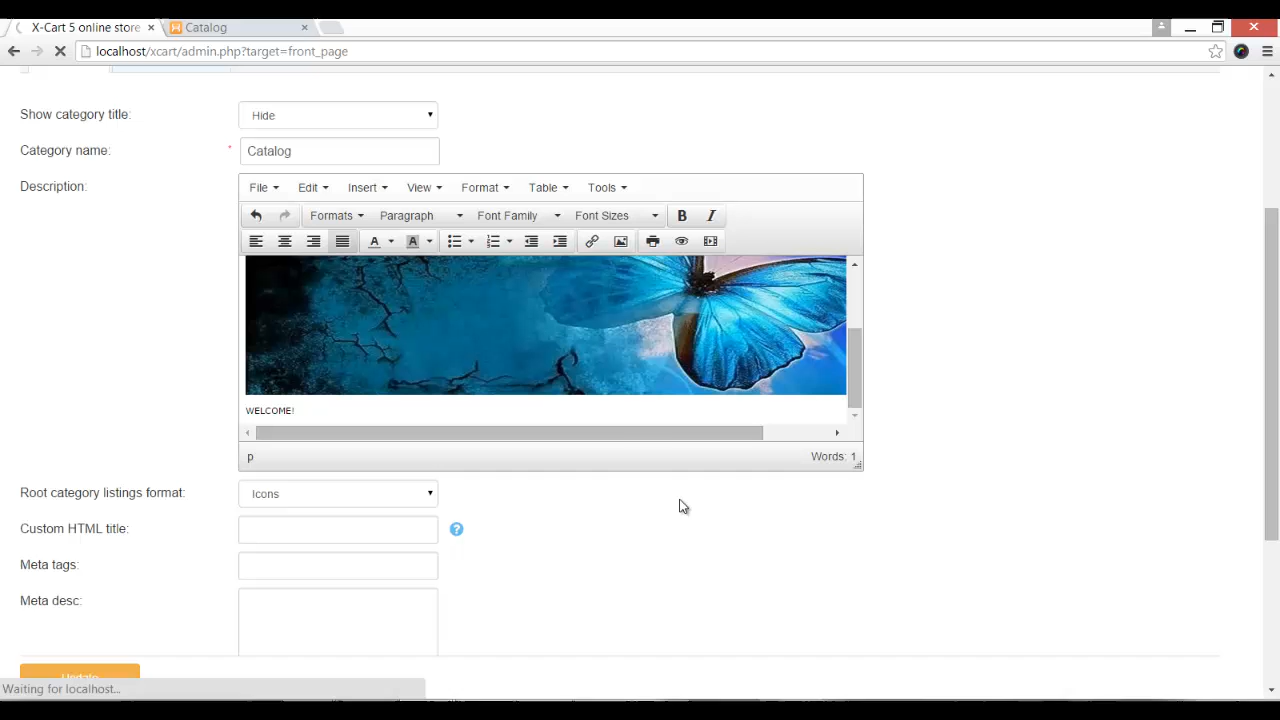 X-Cart 5 online store
Catalog
localhost/xcart/admin.php?target=front_page
Show category title:
Hide
Category name:
*
Catalog
Description:
File Edit Insert View Format Table Tools
Formats Paragraph Font Family Font Sizes B I
A A
WELCOME!
p
Words: 1
Root category listings format:
Icons
Custom HTML title:
?
Meta tags:
Meta desc:
Update
Waiting for localhost...